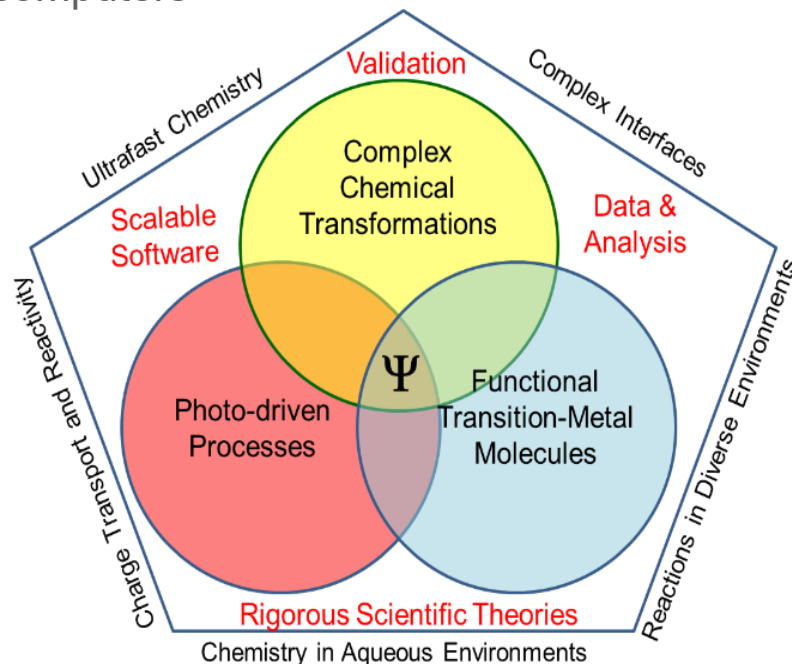 Validation
Ultrafast Chemistry
Complex Interfaces
Complex
Chemical
Transformations
Scalable
Software
Data &
Analysis
Charge Transport and Reactivity
Reactions in Diverse Environments
Ψ
Photo-driven
Processes
Functional
Transition-Metal
Molecules
Rigorous Scientific Theories
Chemistry in Aqueous Environments